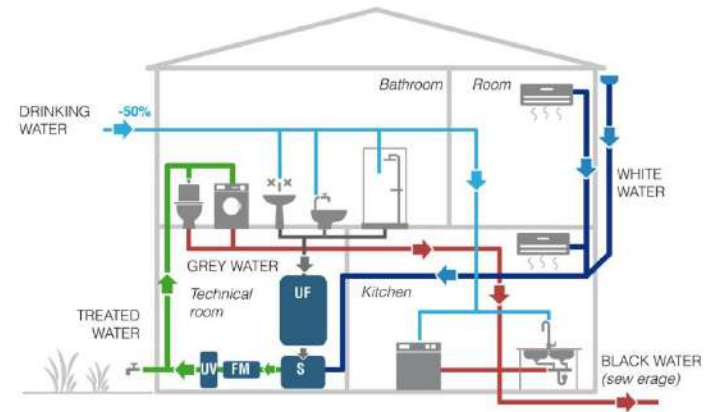 Bathroom
Room
DRINKING
WATER
-50%
WHITE
WATER
GREY WATER
Technical
room
UF
Kitchen
TREATED
WATER
UV
FM
S
BLACK WATER
(sew erage)